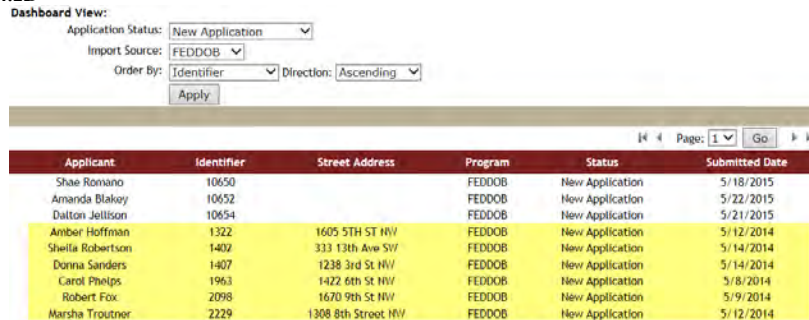 Dashboard View:
Application Status: New Application
Import Source: FEDDOB
Order By: Identifier Direction: Ascending
Apply
Page: 1 Go
Applicant Identifier Street Address Program Status Submitted Date
Shae Romano 10650 FEDDOB New Application 5/18/2015
Amanda Blakey 10652 FEDDOB New Application 5/22/2015
Dalton Jellison 10654 FEDDOB New Application 5/21/2015
Amber Hoffman 1322 1605 5TH ST NW FEDDOB New Application 5/12/2014
Sheila Robertson 1402 333 13th Ave SW FEDDOB New Application 5/14/2014
Donna Sanders 1407 1238 3rd St NW FEDDOB New Application 5/14/2014
Carol Phelps 1963 1422 6th St NW FEDDOB New Application 5/8/2014
Robert Fox 2098 1670 9th St NW FEDDOB New Application 5/9/2014
Marsha Troutner 2229 1308 8th Street NW FEDDOB New Application 5/12/2014